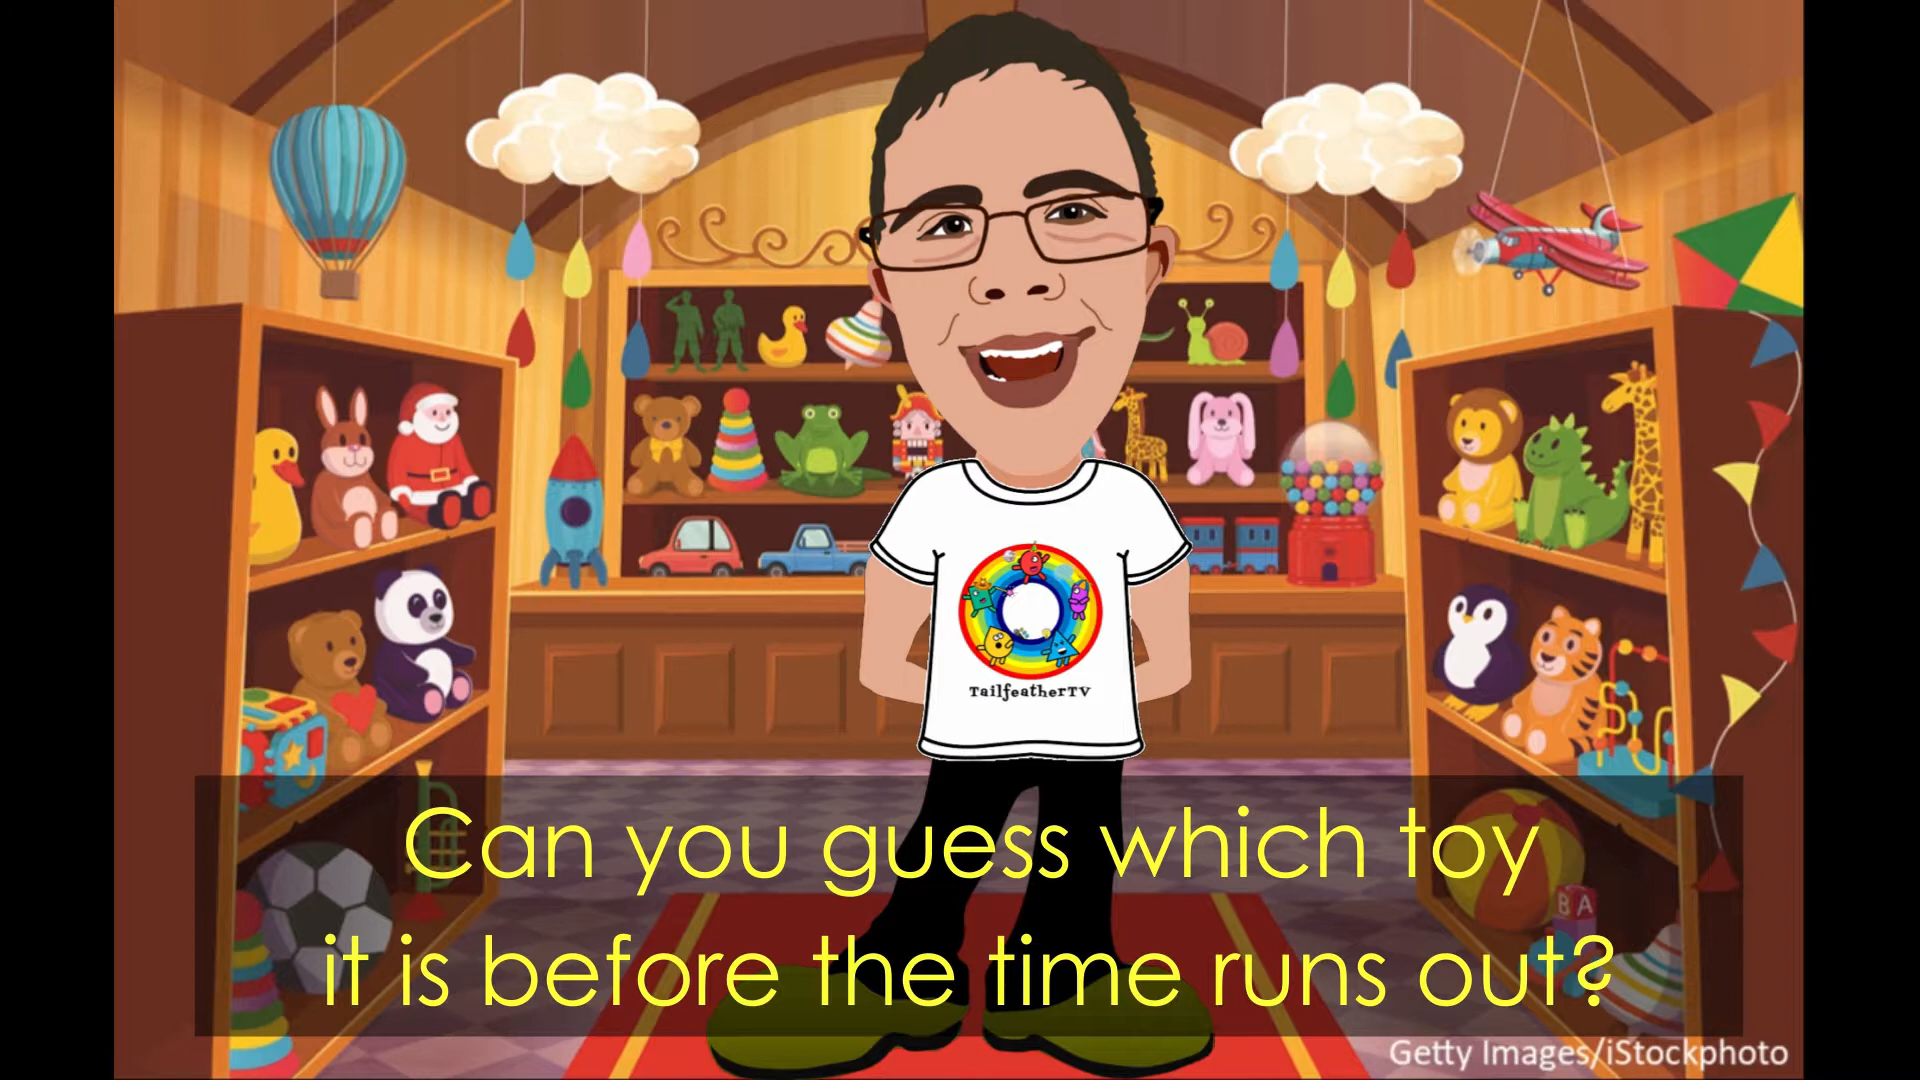 TailfeatherTV
B A
Can you guess which toy
it is before the time runs out?
Getty Images/iStockphoto